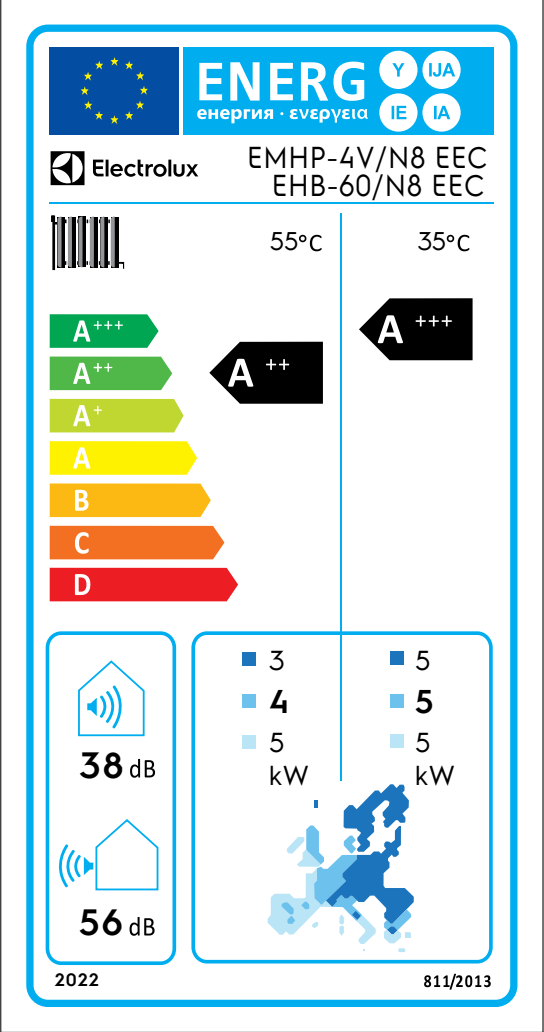 ENERG
енергия · ενεργεια
Y IJA
IE IA
Electrolux
EMHP-4V/N8 EEC
EHB-60/N8 EEC
55°C 35°C
A+++
A++
A+
A
B
C
D
A++
A+++
38 dB
56 dB
3
4
5
kW
5
5
5
kW
2022
811/2013